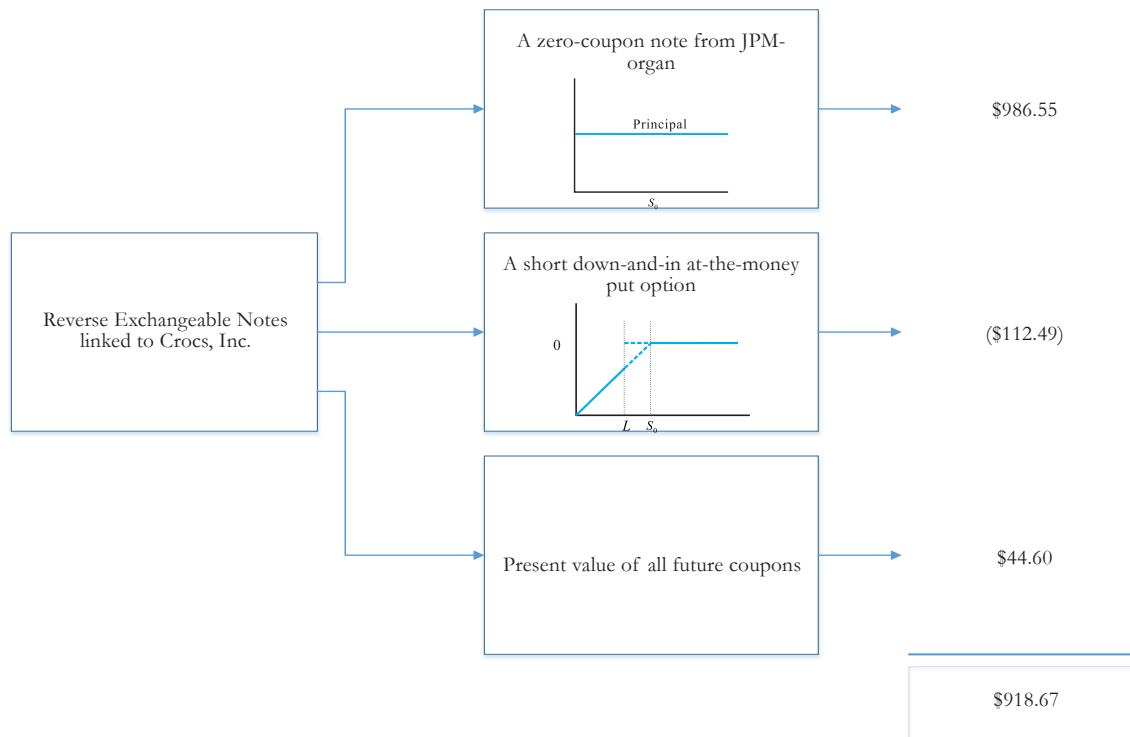 A zero-coupon note from JPM-
organ
Principal
S₀
$986.55
Reverse Exchangeable Notes
linked to Crocs, Inc.
A short down-and-in at-the-money
put option
0
L S₀
($112.49)
Present value of all future coupons
$44.60
$918.67